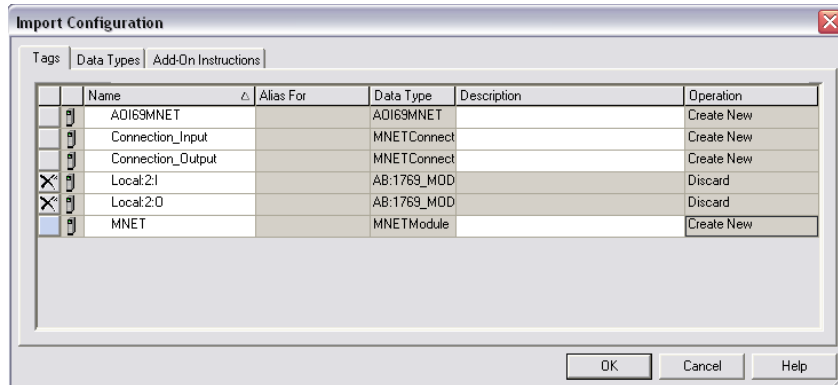 Import Configuration
Tags Data Types Add-On Instructions
Name Alias For Data Type Description Operation
AOI69MNET AOI69MNET Create New
Connection_Input MNETConnect Create New
Connection_Output MNETConnect Create New
Local:2:I AB:1769_MOD Discard
Local:2:O AB:1769_MOD Discard
MNET MNETModule Create New
OK Cancel Help